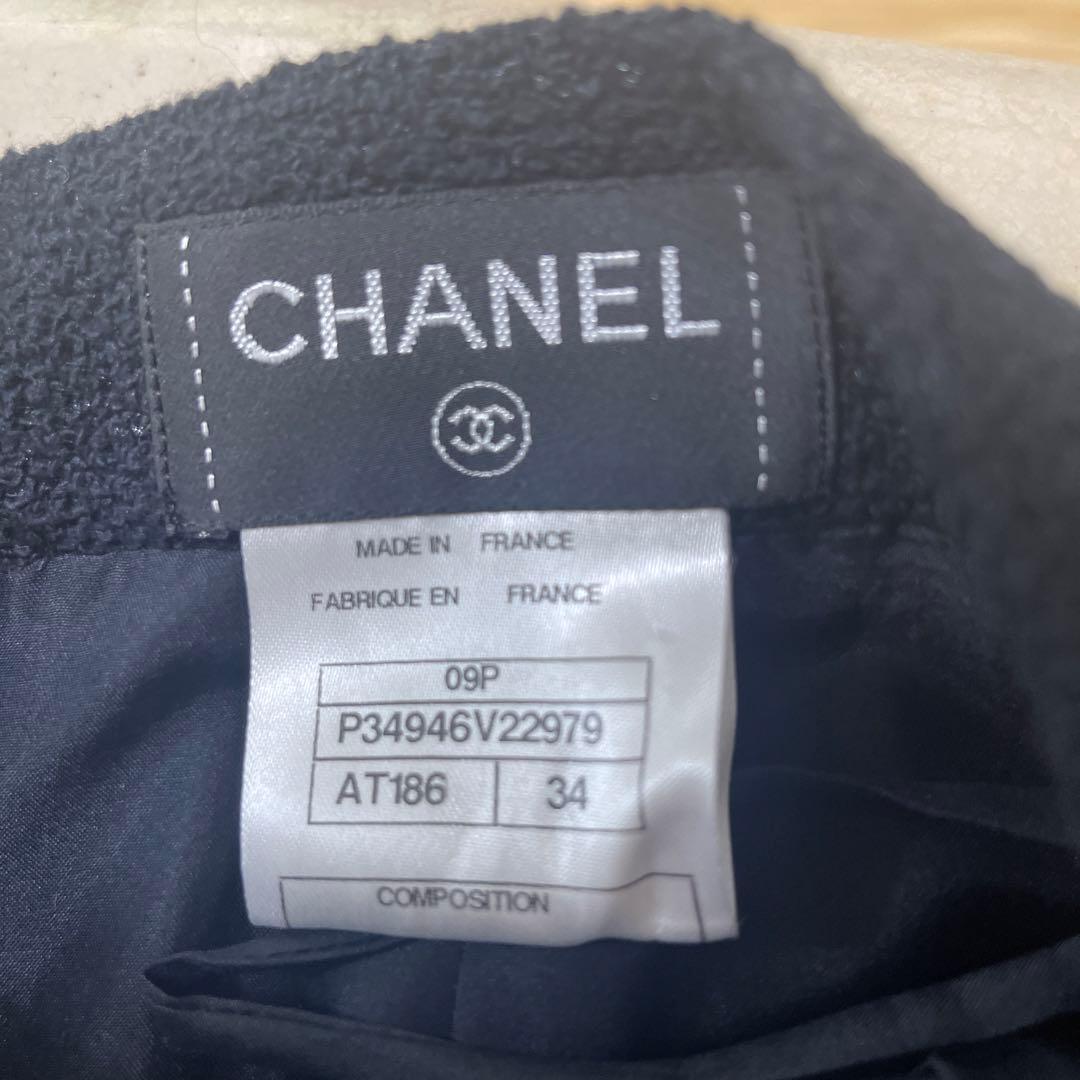 CHANEL
MADE IN FRANCE
FABRIQUE EN FRANCE
09P
P34946V22979
AT186 34
COMPOSITION